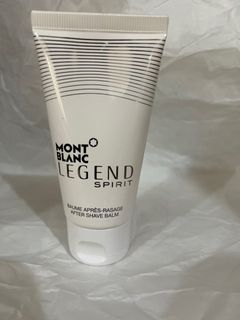 MONT
BLANC
LEGEND
SPIRIT
BAUME APRÈS-RASAGE
AFTER SHAVE BALM